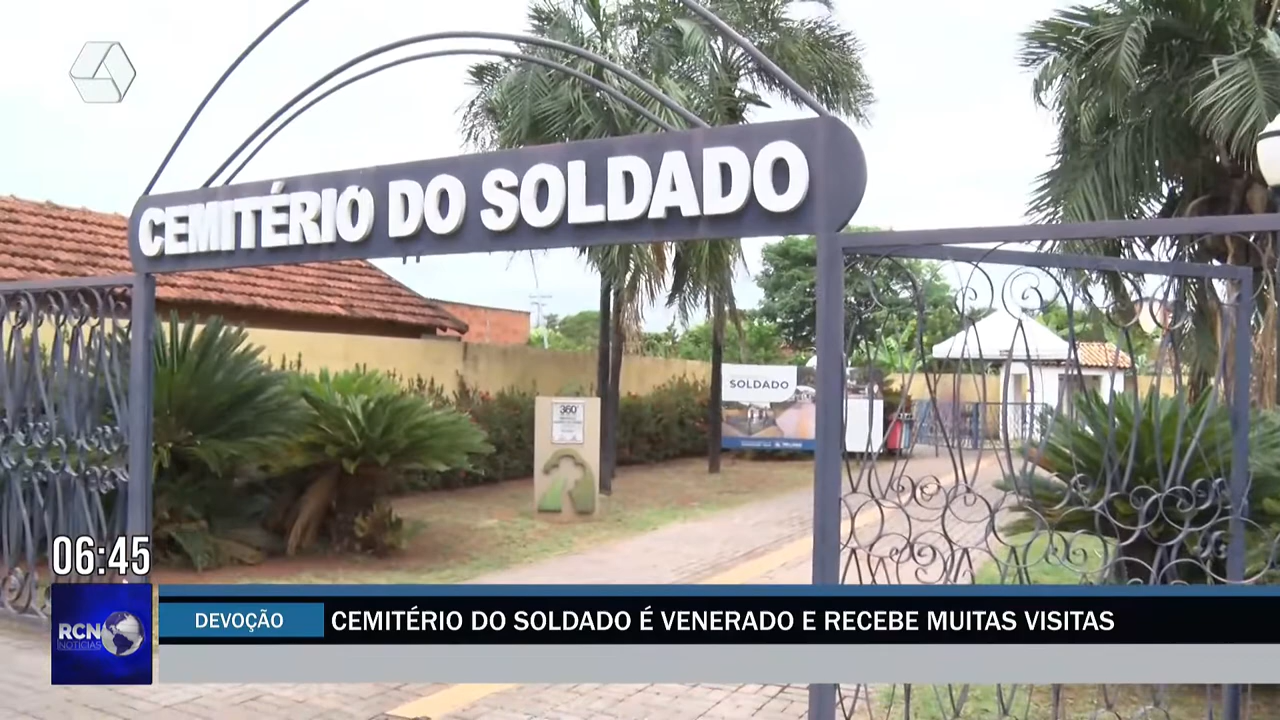 CEMITÉRIO DO SOLDADO
SOLDADO
360°
06:45
RCN
NOTÍCIAS
DEVOÇÃO
CEMITÉRIO DO SOLDADO É VENERADO E RECEBE MUITAS VISITAS